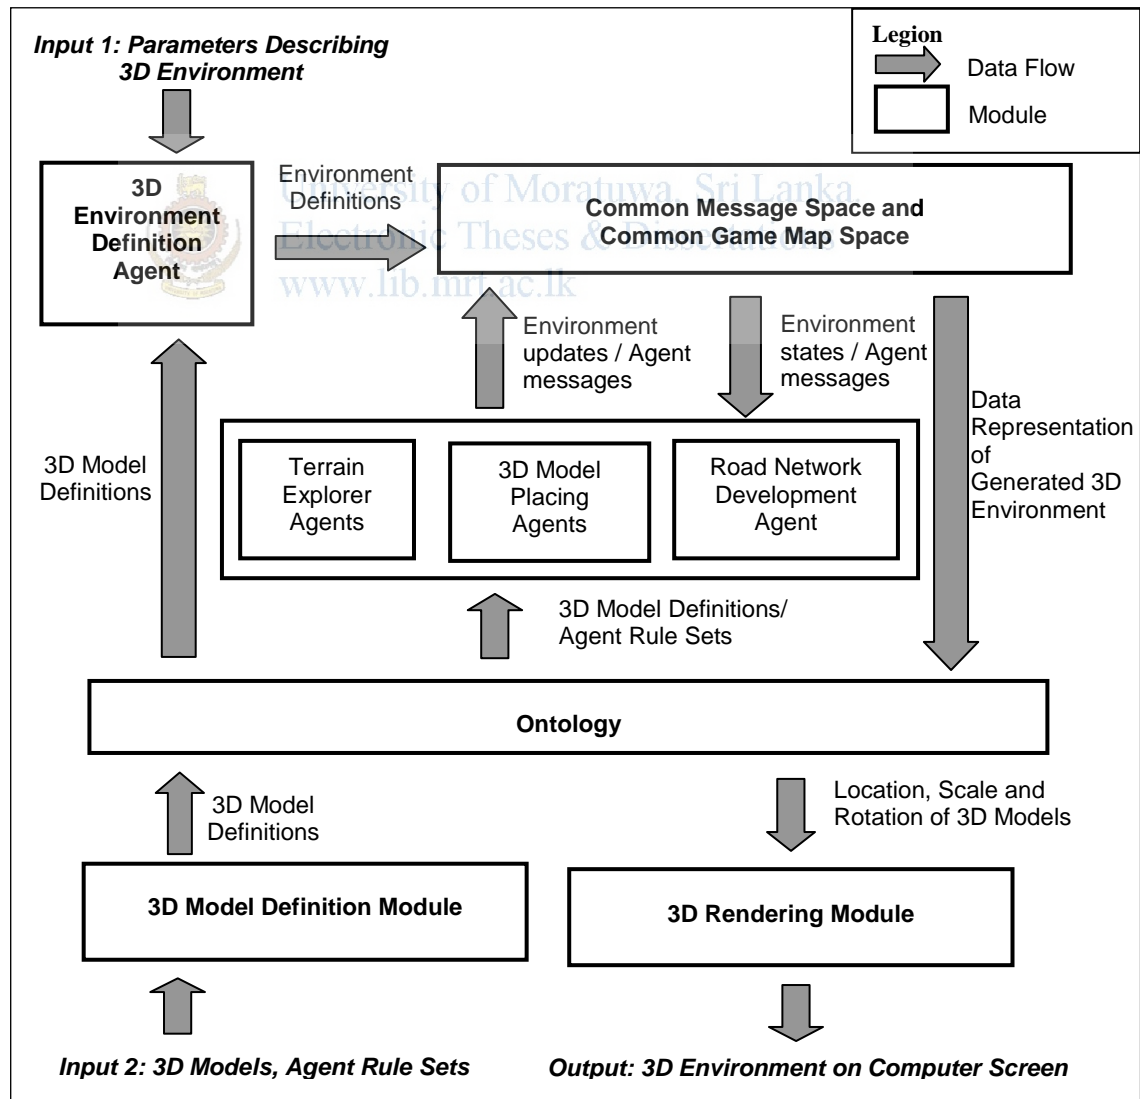 Input 1: Parameters Describing
3D Environment
Legion
Data Flow
Module
3D
Environment
Definition
Agent
Environment
Definitions
Common Message Space and
Common Game Map Space
University of Moratuwa, Sri Lanka.
Electronic Theses & Dissertations
www.lib.mrt.ac.lk
Environment
updates / Agent
messages
Environment
states / Agent
messages
Data
Representation
of
Generated 3D
Environment
3D Model
Definitions
Terrain
Explorer
Agents
3D Model
Placing
Agents
Road Network
Development
Agent
3D Model Definitions/
Agent Rule Sets
Ontology
3D Model
Definitions
Location, Scale and
Rotation of 3D Models
3D Model Definition Module
3D Rendering Module
Input 2: 3D Models, Agent Rule Sets
Output: 3D Environment on Computer Screen